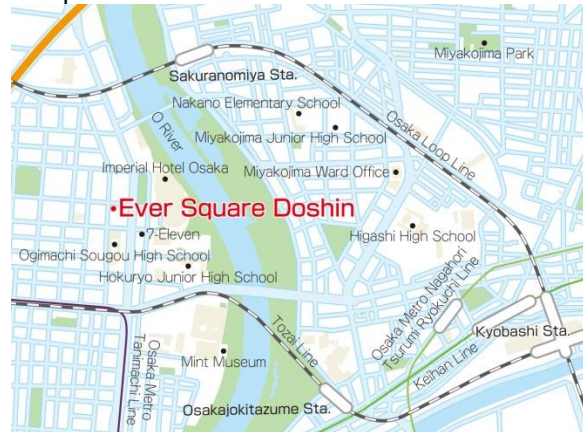 Miyakojima Park
Sakuranomiya Sta.
Nakano Elementary School
Osaka Loop Line
O River
Miyakojima Junior High School
Imperial Hotel Osaka
Miyakojima Ward Office
Ever Square Doshin
7-Eleven
Higashi High School
Ogimachi Sougou High School
Hokuryo Junior High School
Osaka Metro Nagahori
Tsurumi Ryokuchi Line
Kyobashi Sta.
Tozai Line
Osaka Metro
Tanimachi Line
Mint Museum
Keihan Line
Osakajokitazume Sta.